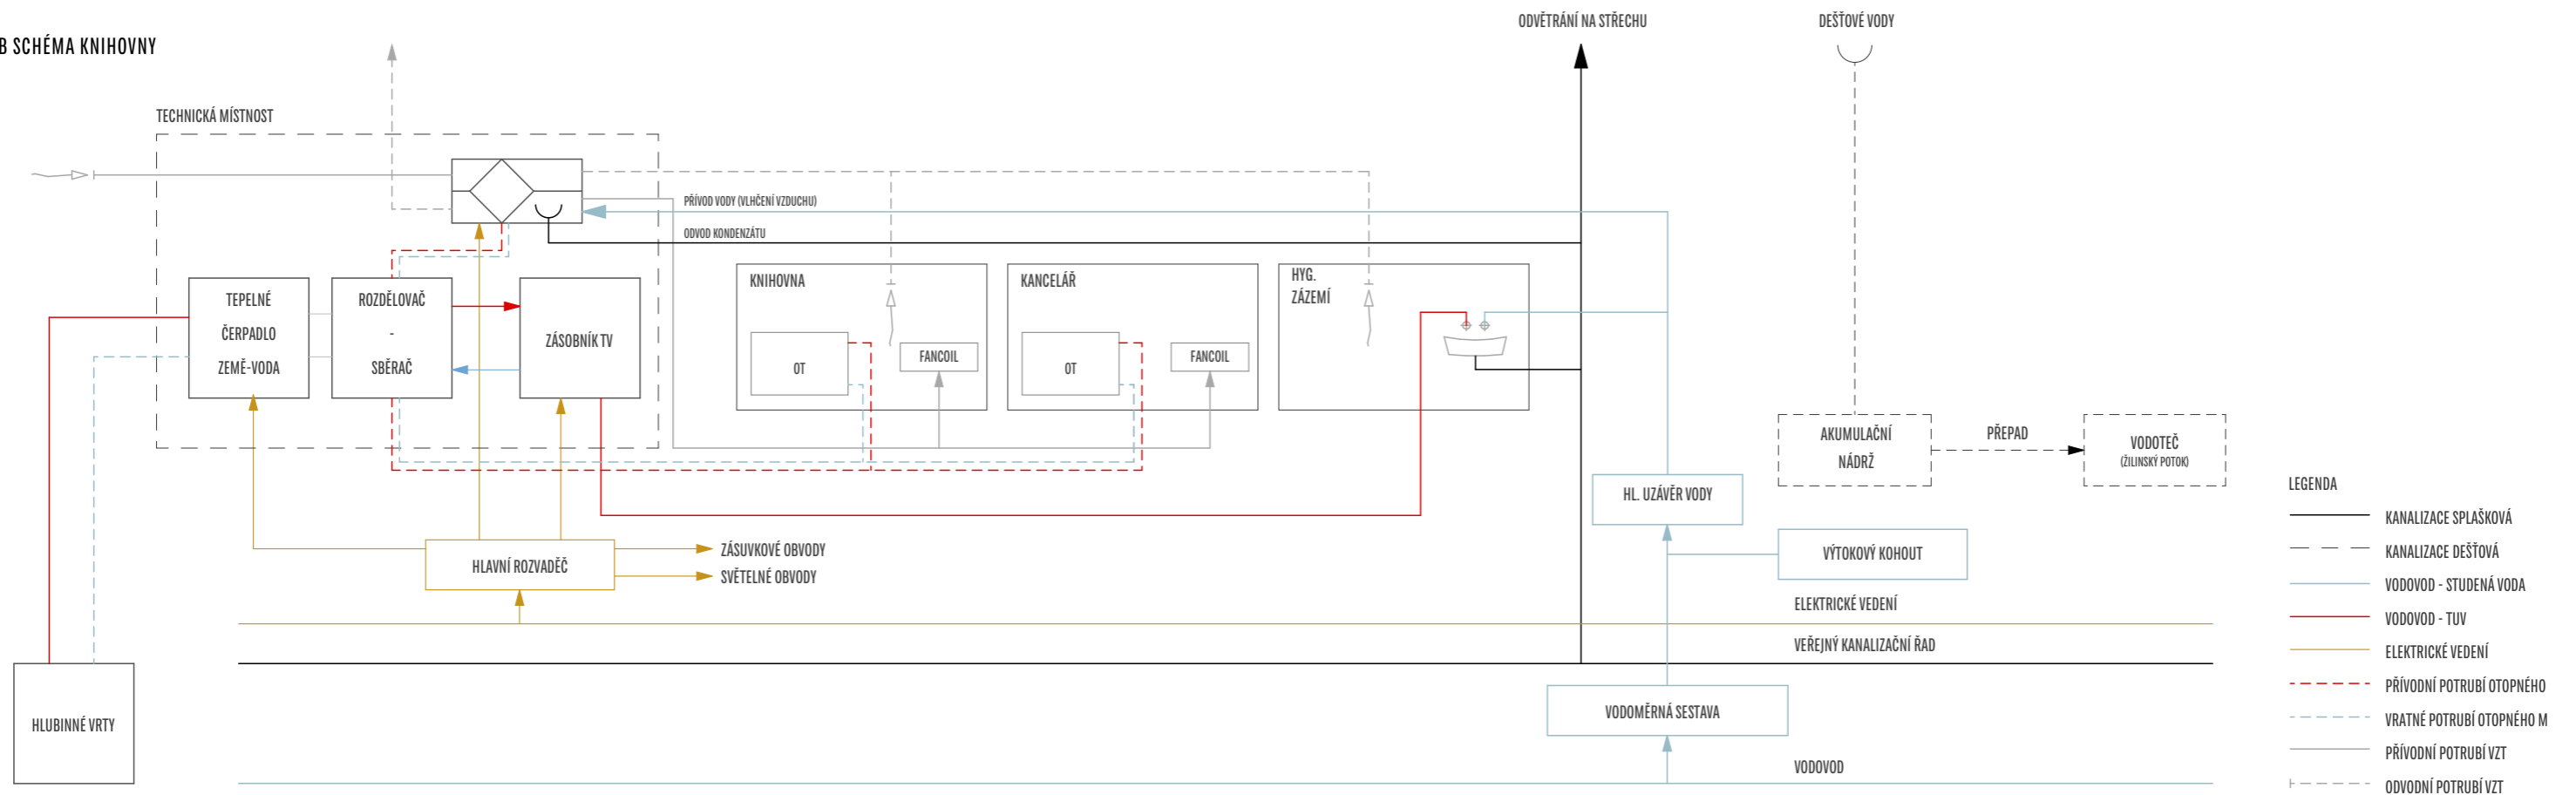 B SCHÉMA KNIHOVNY
ODVĚTRÁNÍ NA STŘECHU
DEŠŤOVÉ VODY
TECHNICKÁ MÍSTNOST
PŘÍVOD VODY (VLHČENÍ VZDUCHU)
ODVOD KONDENZÁTU
TEPELNÉ
ČERPADLO
ZEMĚ-VODA
ROZDĚLOVAČ
-
SBĚRAČ
ZÁSOBNÍK TV
KNIHOVNA
OT
FANCOIL
KANCELÁŘ
OT
FANCOIL
HYG.
ZÁZEMÍ
AKUMULAČNÍ
NÁDRŽ
PŘEPAD
VODOTEČ
(ŽILINSKÝ POTOK)
HL. UZÁVĚR VODY
VÝTOKOVÝ KOHOUT
HLAVNÍ ROZVADĚČ
ZÁSUVKOVÉ OBVODY
SVĚTELNÉ OBVODY
ELEKTRICKÉ VEDENÍ
VEŘEJNÝ KANALIZAČNÍ ŘAD
HLUBINNÉ VRTY
VODOMĚRNÁ SESTAVA
VODOVOD
LEGENDA
KANALIZACE SPLAŠKOVÁ
KANALIZACE DEŠŤOVÁ
VODOVOD - STUDENÁ VODA
VODOVOD - TUV
ELEKTRICKÉ VEDENÍ
PŘÍVODNÍ POTRUBÍ OTOPNÉHO
VRATNÉ POTRUBÍ OTOPNÉHO M
PŘÍVODNÍ POTRUBÍ VZT
ODVODNÍ POTRUBÍ VZT